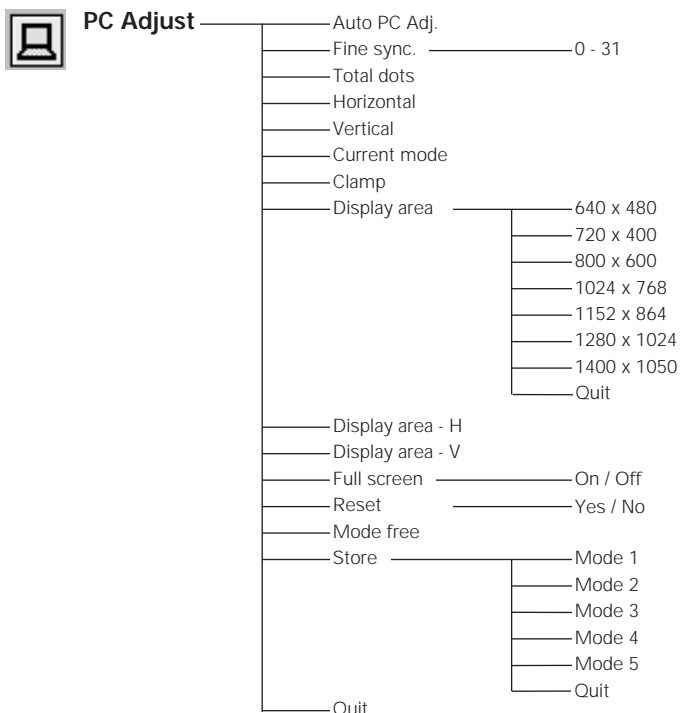 PC Adjust Auto PC Adj.
Fine sync. 0 - 31
Total dots
Horizontal
Vertical
Current mode
Clamp
Display area 640 x 480
720 x 400
800 x 600
1024 x 768
1152 x 864
1280 x 1024
1400 x 1050
Quit
Display area - H
Display area - V
Full screen On / Off
Reset Yes / No
Mode free
Store Mode 1
Mode 2
Mode 3
Mode 4
Mode 5
Quit
Quit